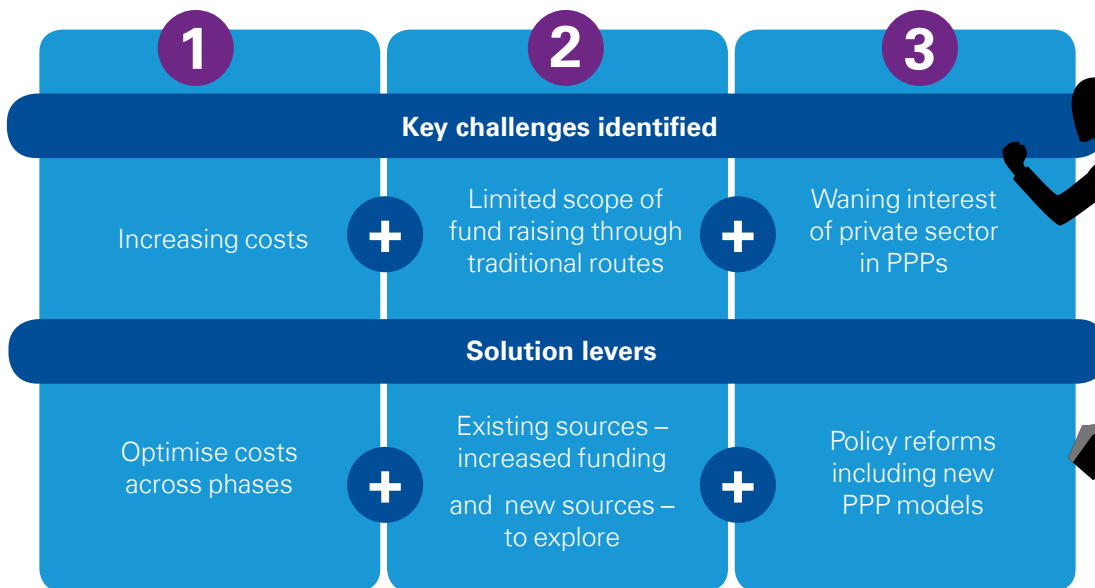 1
2
3
Key challenges identified
Increasing costs
+
Limited scope of
fund raising through
traditional routes
+
Waning interest
of private sector
in PPPs
Solution levers
Optimise costs
across phases
+
Existing sources –
increased funding
and new sources –
to explore
+
Policy reforms
including new
PPP models